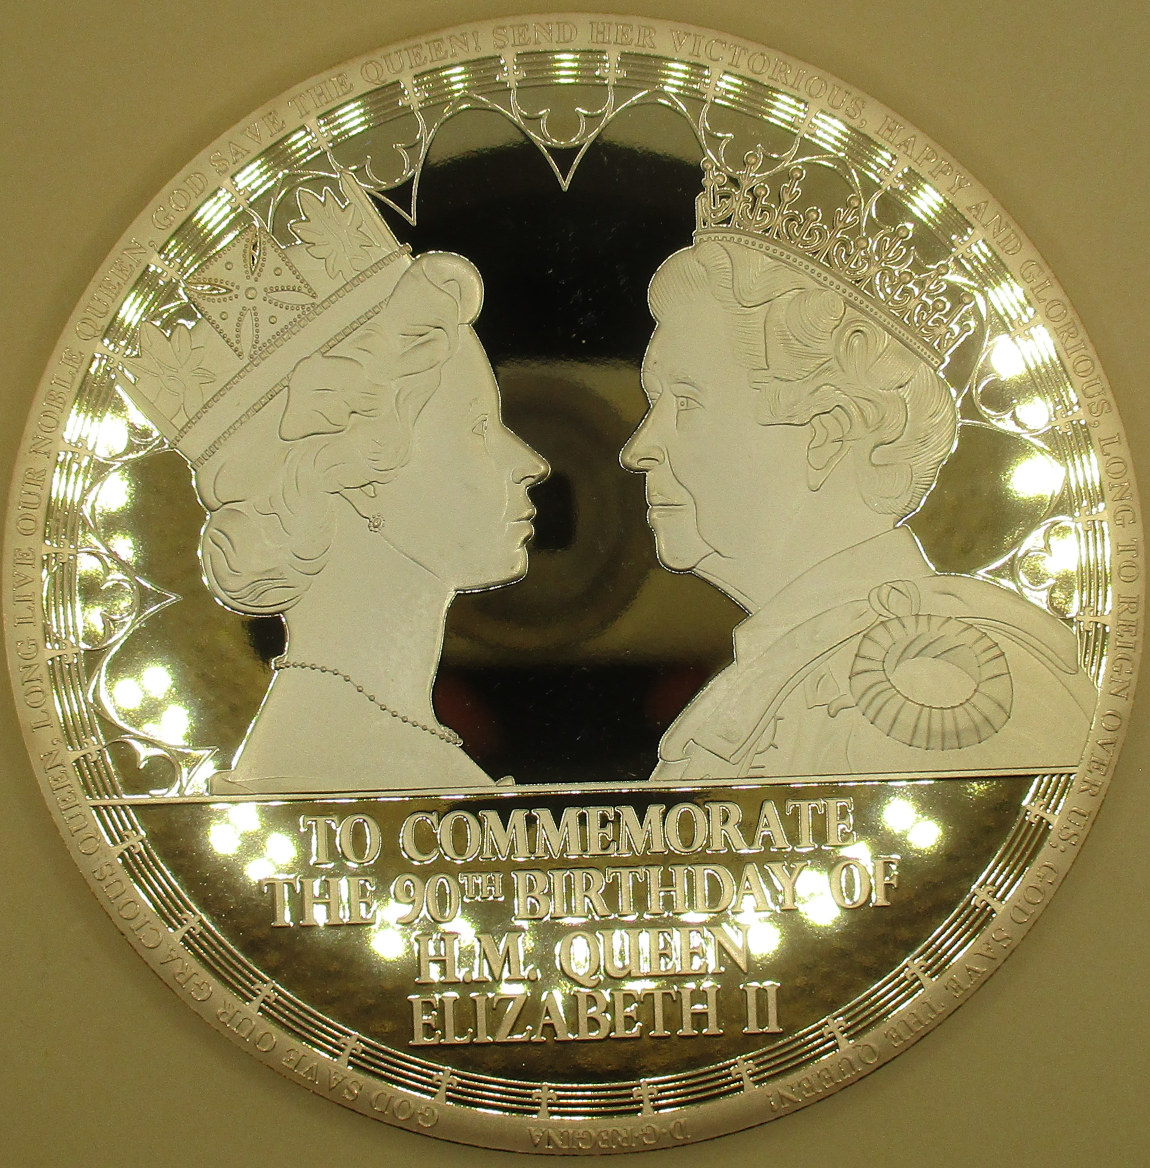 GOD SAVE OUR GRACIOUS QUEEN, LONG LIVE OUR NOBLE QUEEN, GOD SAVE THE QUEEN! SEND HER VICTORIOUS, HAPPY AND GLORIOUS, LONG TO REIGN OVER US; GOD SAVE THE QUEEN!
D·G·REGINA
TO COMMEMORATE
THE 90TH BIRTHDAY OF
H.M. QUEEN
ELIZABETH II